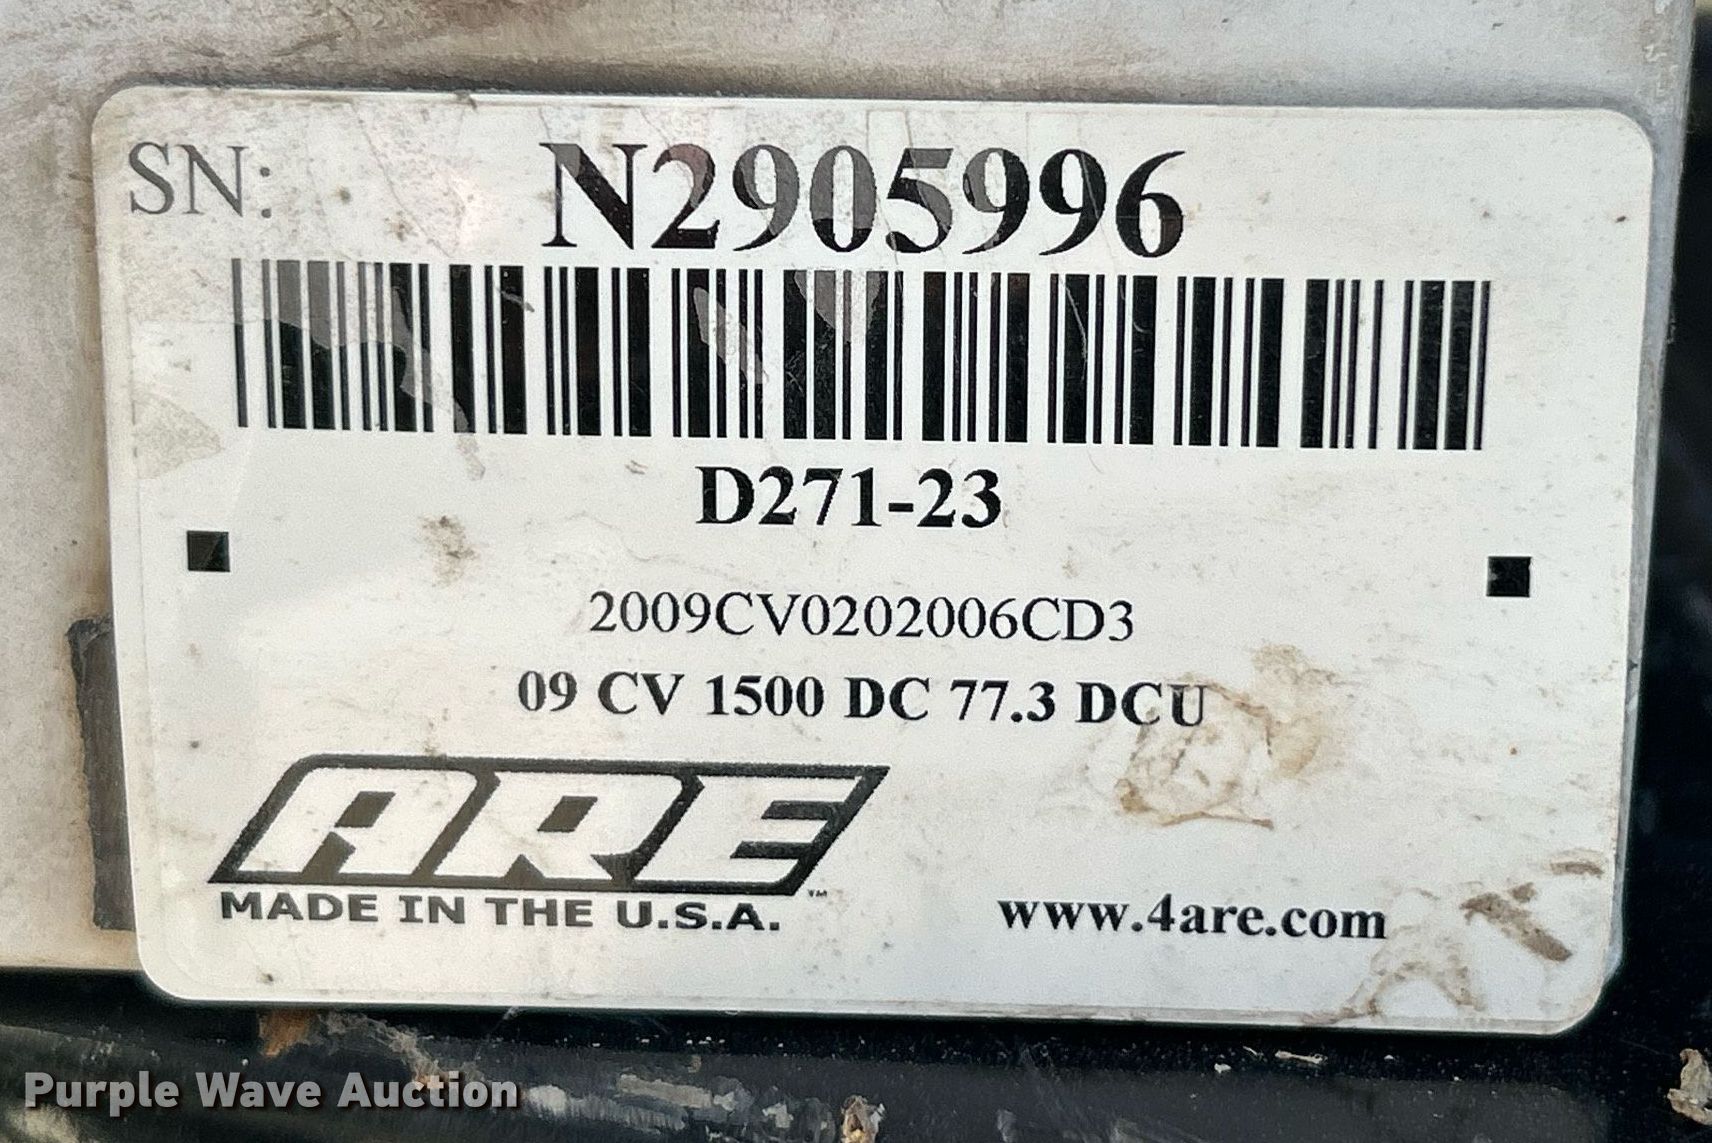 SN: N2905996
D271-23
2009CV0202006CD3
09 CV 1500 DC 77.3 DCU
ARE™
MADE IN THE U.S.A.
www.4are.com
Purple Wave Auction